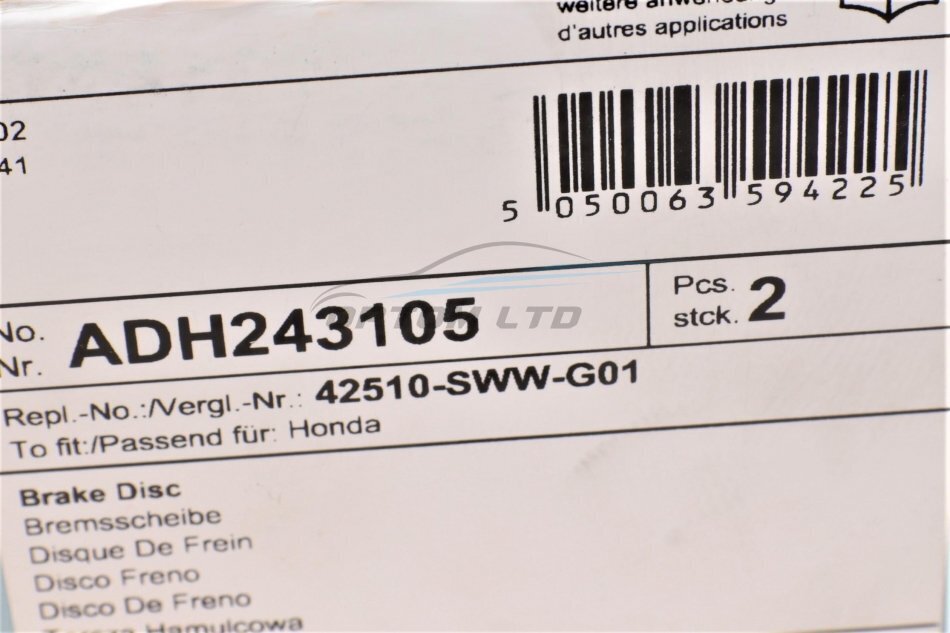 weitere
d'autres applications
02
41
5 050063 594225
No. ADH243105
Nr.
Pcs. 2
stck.
OPTOM LTD
Repl.-No.:/Vergl.-Nr.: 42510-SWW-G01
To fit:/Passend für: Honda
Brake Disc
Bremsscheibe
Disque De Frein
Disco Freno
Disco De Freno
Hamulcowa